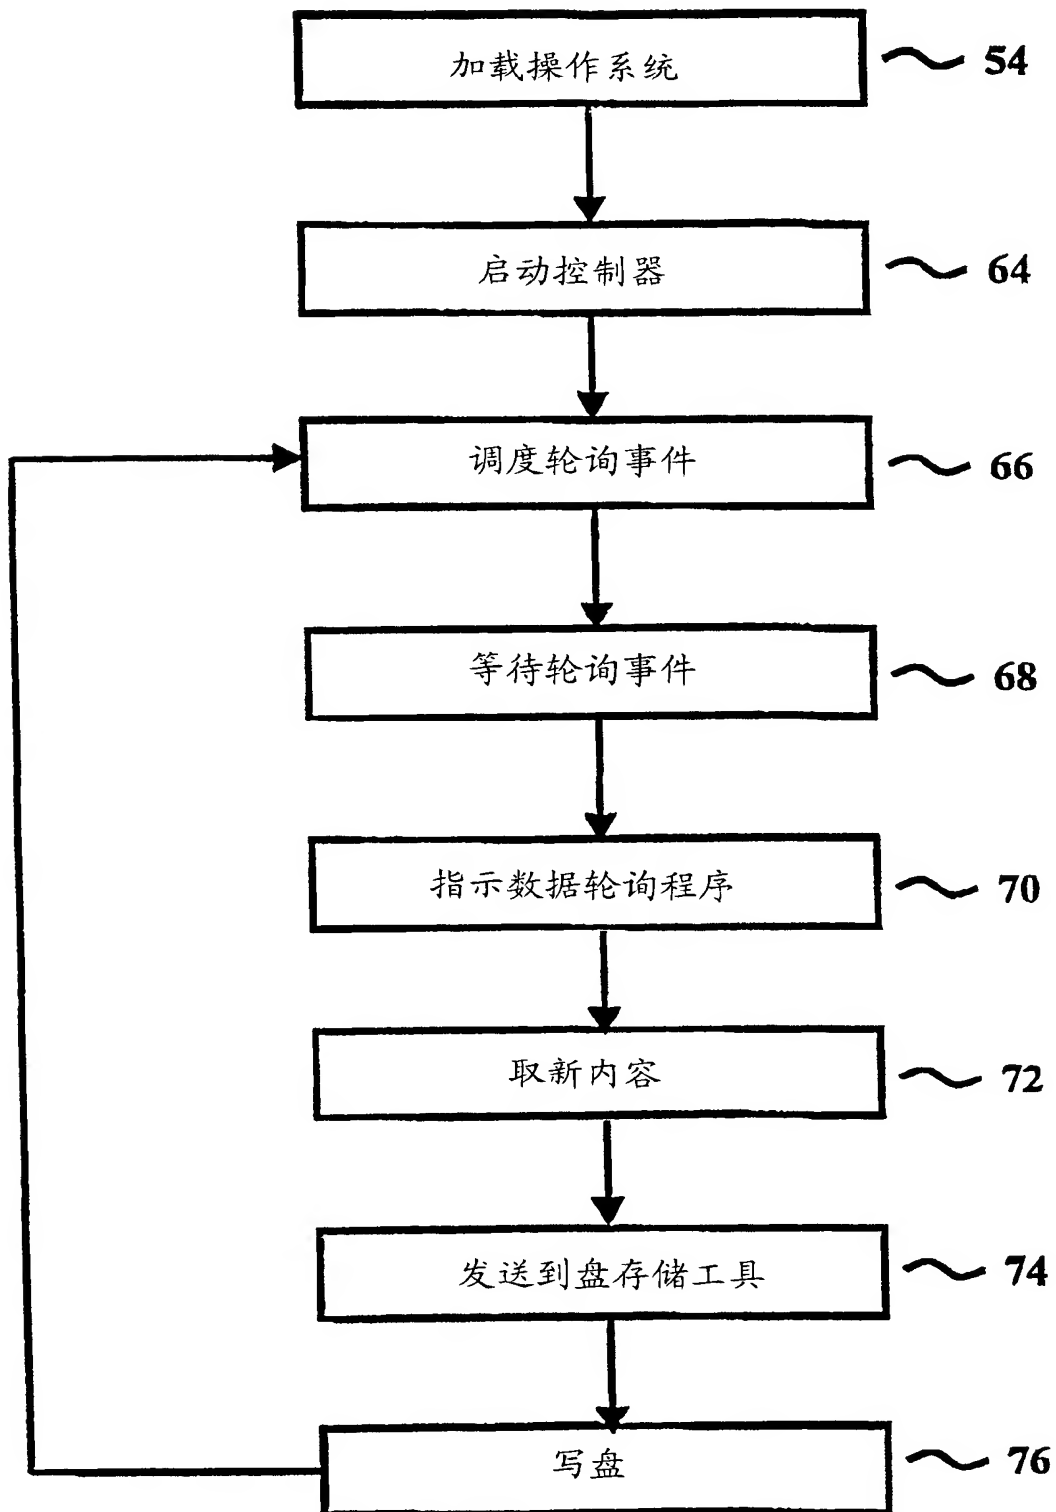 加载操作系统 54
启动控制器 64
调度轮询事件 66
等待轮询事件 68
指示数据轮询程序 70
取新内容 72
发送到盘存储工具 74
写盘 76